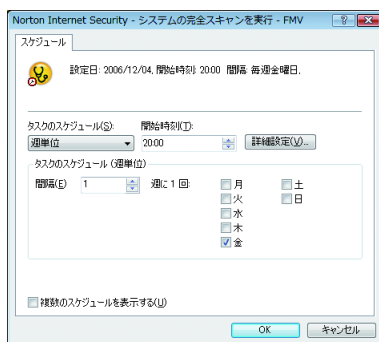 Norton Internet Security - システムの完全スキャンを実行 - FMV
スケジュール
設定日: 2006/12/04, 開始時刻: 20:00 間隔: 毎週金曜日.
タスクのスケジュール(S): 開始時刻(T):
週単位 20:00 詳細設定(V)...
タスクのスケジュール (週単位)
間隔(E) 1 週に 1 回: 月 土
火 日
水
木
金
複数のスケジュールを表示する(U)
OK キャンセル